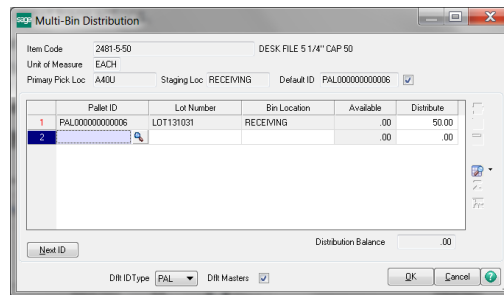 sage Multi-Bin Distribution
Item Code 2481-5-50 DESK FILE 5 1/4" CAP 50
Unit of Measure EACH
Primary Pick Loc A40U Staging Loc RECEIVING Default ID PAL000000000006
Pallet ID Lot Number Bin Location Available Distribute
1 PAL000000000006 LOT131031 RECEIVING .00 50.00
2 .00 .00
Distribution Balance .00
Next ID
Dflt IDType PAL Dflt Masters
OK Cancel